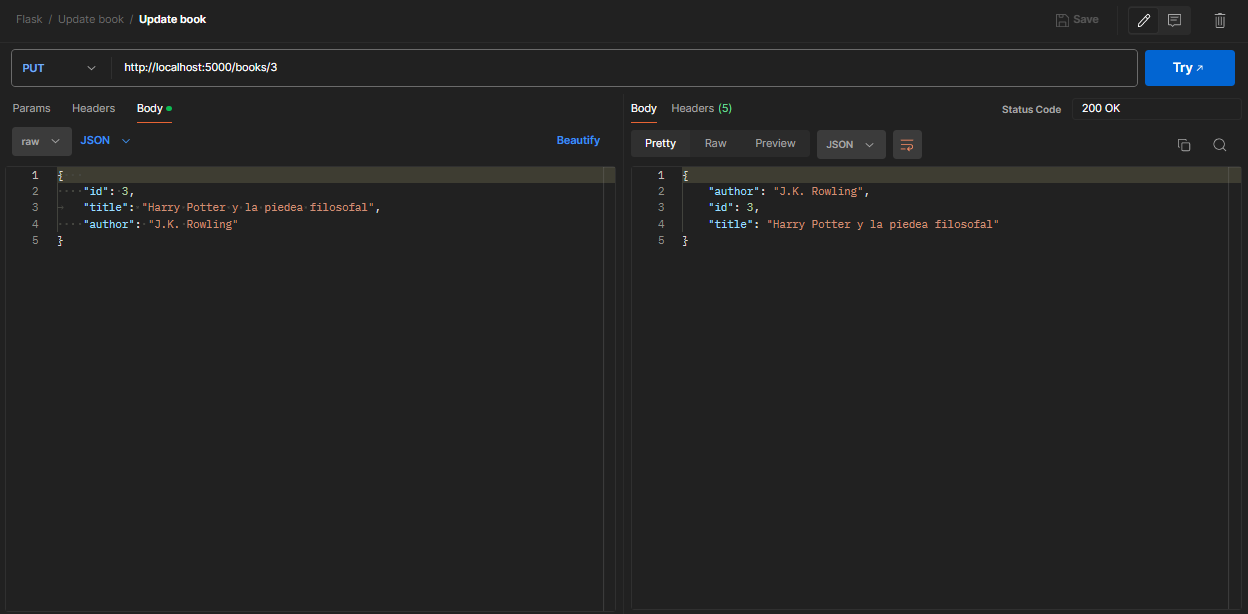 Flask / Update book / Update book
Save
PUT
http://localhost:5000/books/3
Try
Params Headers Body
raw
JSON
Beautify
1 {
2 "id": 3,
3 "title": "Harry Potter y la piedea filosofal",
4 "author": "J.K. Rowling"
5 }
Body Headers (5)
Status Code 200 OK
Pretty Raw Preview
JSON
1 {
2 "author": "J.K. Rowling",
3 "id": 3,
4 "title": "Harry Potter y la piedea filosofal"
5 }